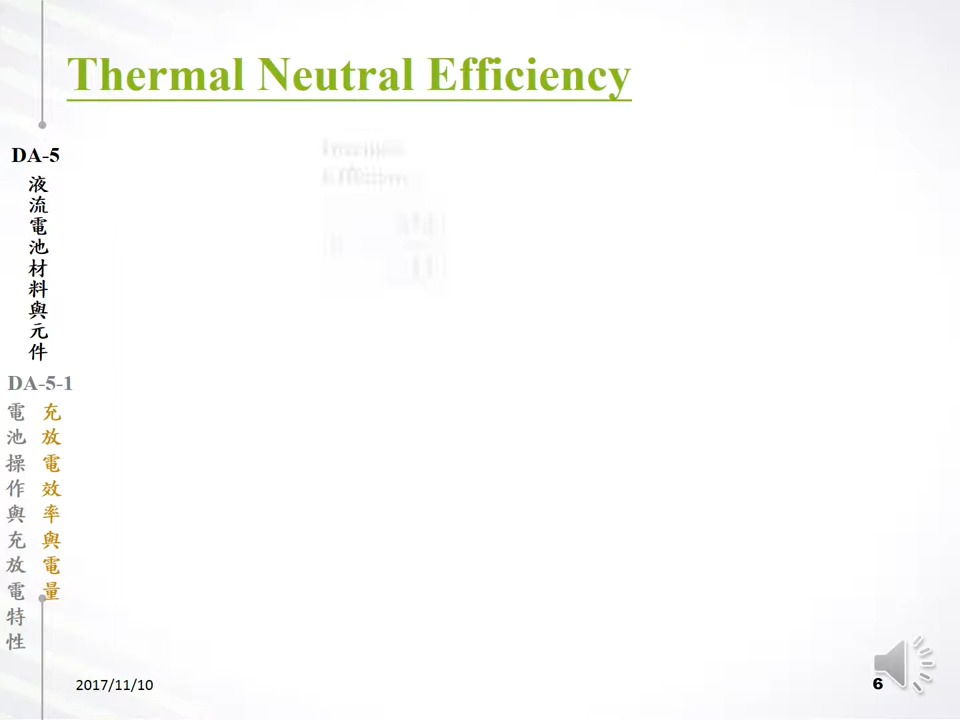 Thermal Neutral Efficiency
DA-5
液流電池材料與元件
DA-5-1
充放電效率與電量
電池操作與充放電特性
2017/11/10
6